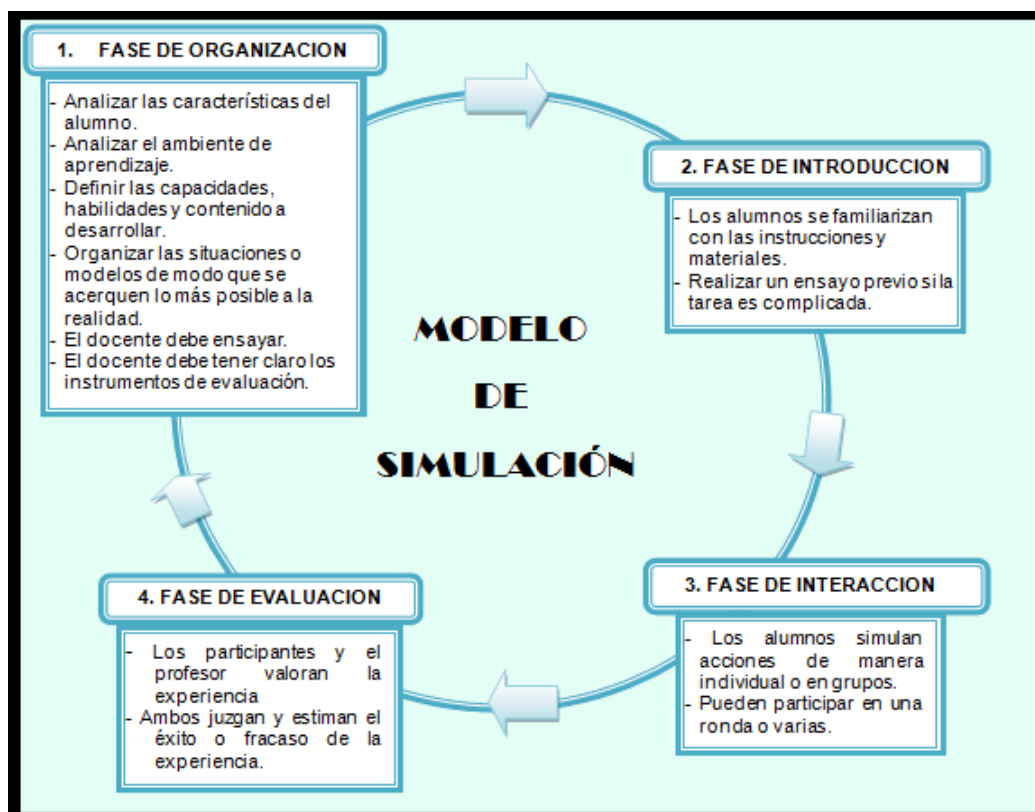 1. FASE DE ORGANIZACION
- Analizar las características del
alumno.
- Analizar el ambiente de
aprendizaje.
- Definir las capacidades,
habilidades y contenido a
desarrollar.
- Organizar las situaciones o
modelos de modo que se
acerquen lo más posible a la
realidad.
- El docente debe ensayar.
- El docente debe tener claro los
instrumentos de evaluación.
2. FASE DE INTRODUCCION
- Los alumnos se familiarizan
con las instrucciones y
materiales.
- Realizar un ensayo previo si la
tarea es complicada.
MODELO
DE
SIMULACIÓN
3. FASE DE INTERACCION
- Los alumnos simulan
acciones de manera
individual o en grupos.
- Pueden participar en una
ronda o varias.
4. FASE DE EVALUACION
- Los participantes y el
profesor valoran la
experiencia
- Ambos juzgan y estiman el
éxito o fracaso de la
experiencia.